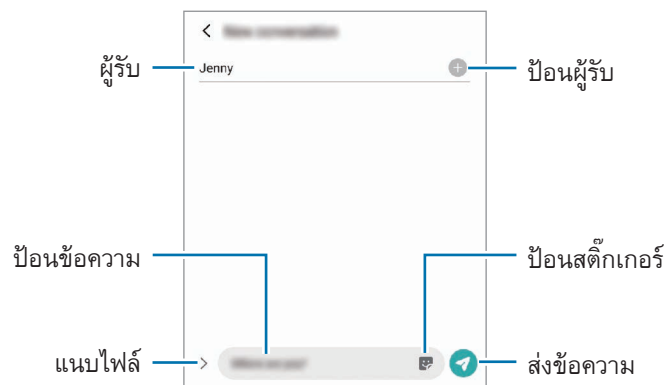 ผู้รับ
Jenny
ป้อนผู้รับ
ป้อนข้อความ
ป้อนสติ๊กเกอร์
แนบไฟล์
ส่งข้อความ